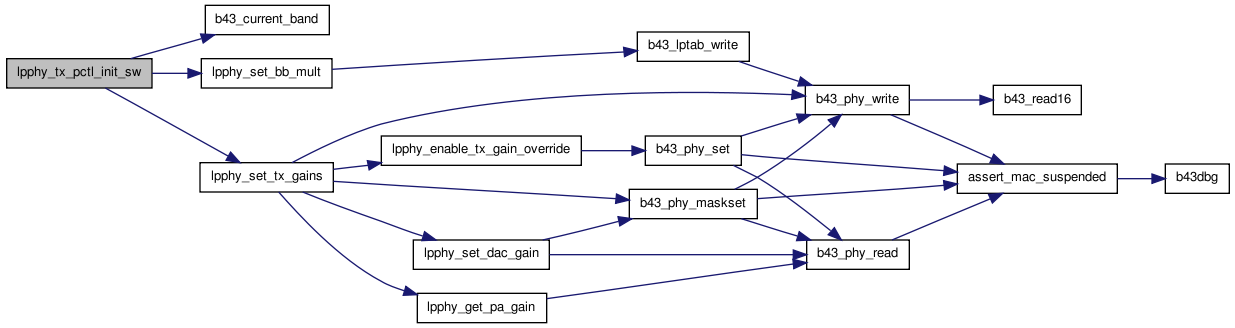 b43_current_band
lpphy_tx_pctl_init_sw
lpphy_set_bb_mult
b43_lptab_write
b43_phy_write
b43_read16
lpphy_set_tx_gains
lpphy_enable_tx_gain_override
b43_phy_set
assert_mac_suspended
b43dbg
b43_phy_maskset
lpphy_set_dac_gain
b43_phy_read
lpphy_get_pa_gain